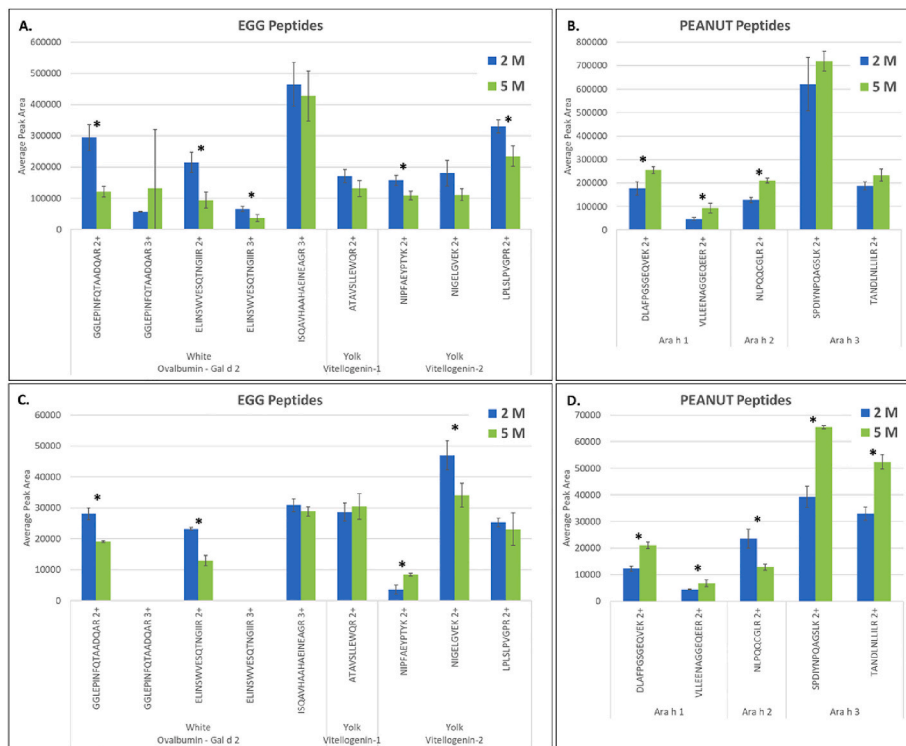 A.
EGG Peptides
Average Peak Area
600000
500000
400000
300000
200000
100000
0
2 M
5 M
*
*
*
*
*
GGLEPINFQTAADQAR 2+
GGLEPINFQTAADQAR 3+
ELINSWVESQTNGIIR 2+
ELINSWVESQTNGIIR 3+
ISQAVHAAHAEINEAGR 3+
ATAVSLLEWQR 2+
NIPFAEYPTYK 2+
NIGELGVEK 2+
LPLSLPVGPR 2+
White
Ovalbumin - Gal d 2
Yolk
Vitellogenin-1
Yolk
Vitellogenin-2
B.
PEANUT Peptides
Average Peak Area
800000
700000
600000
500000
400000
300000
200000
100000
0
2 M
5 M
*
*
*
DLAFPGSGEQVEK 2+
VLLEENAGGEQEER 2+
NLPQQCGLR 2+
SPDIYNPQAGSLK 2+
TANDLNLLILR 2+
Ara h 1
Ara h 2
Ara h 3
C.
EGG Peptides
Average Peak Area
60000
50000
40000
30000
20000
10000
0
2 M
5 M
*
*
*
*
GGLEPINFQTAADQAR 2+
GGLEPINFQTAADQAR 3+
ELINSWVESQTNGIIR 2+
ELINSWVESQTNGIIR 3+
ISQAVHAAHAEINEAGR 3+
ATAVSLLEWQR 2+
NIPFAEYPTYK 2+
NIGELGVEK 2+
LPLSLPVGPR 2+
White
Ovalbumin - Gal d 2
Yolk
Vitellogenin-1
Yolk
Vitellogenin-2
D.
PEANUT Peptides
Average Peak Area
70000
60000
50000
40000
30000
20000
10000
0
2 M
5 M
*
*
*
*
*
DLAFPGSGEQVEK 2+
VLLEENAGGEQEER 2+
NLPQQCGLR 2+
SPDIYNPQAGSLK 2+
TANDLNLLILR 2+
Ara h 1
Ara h 2
Ara h 3